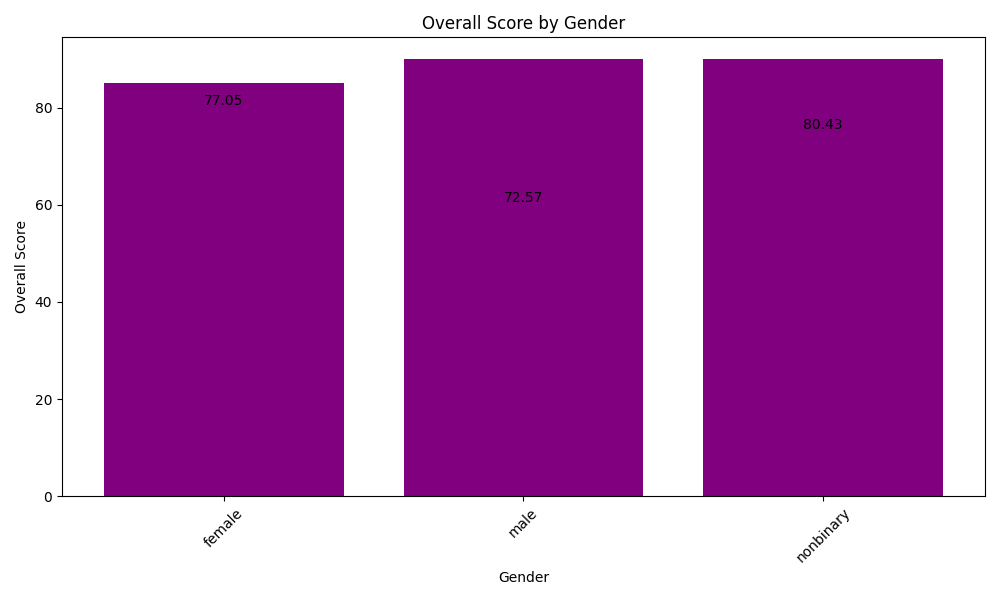 Overall Score by Gender
Overall Score
80
60
40
20
0
77.05
72.57
80.43
female
male
nonbinary
Gender